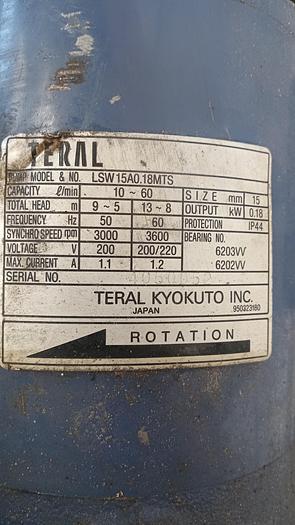 TERAL
PUMP MODEL & NO. LSW15A0.18MTS
CAPACITY ℓ/min 10 ~ 60 SIZE mm 15
TOTAL HEAD m 9 ~ 5 13 ~ 8 OUTPUT kW 0.18
FREQUENCY Hz 50 60 PROTECTION IP44
SYNCHRO SPEED rpm 3000 3600 BEARING NO.
VOLTAGE V 200 200/220 6203VV
MAX. CURRENT A 1.1 1.2 6202VV
SERIAL NO.
TERAL KYOKUTO INC.
JAPAN 950323160
ROTATION